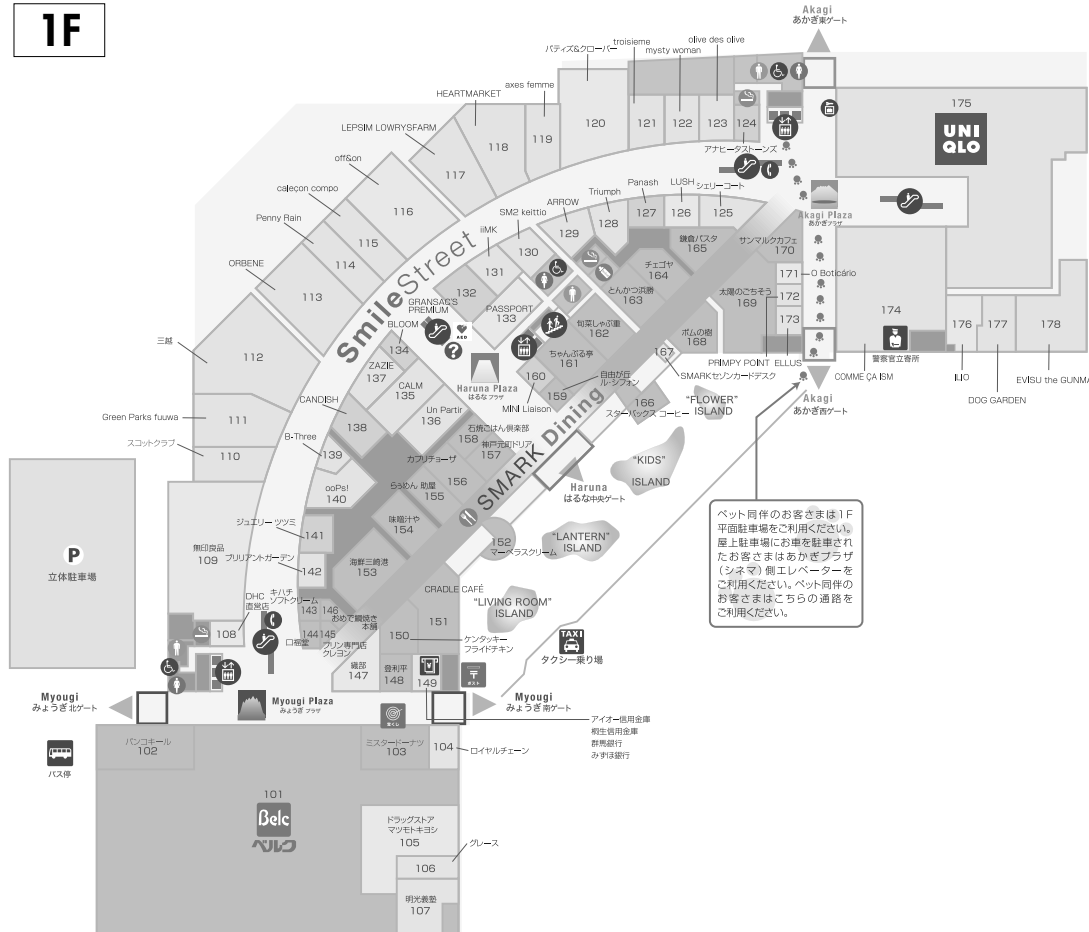 1F
Akagi
あかぎ東ゲート
パティズ&クローバー
troisieme
mysty woman
olive des olive
axes femme
HEARTMARKET
LEPSIM LOWRYSFARM
off&on
caleçon compo
Penny Rain
ORBENE
三越
Green Parks fuuwa
スコットクラブ
120
121
122
123
124
アナヒータストーンズ
119
118
117
116
115
114
113
112
111
110
175
UNI
QLO
Akagi Plaza
あかぎプラザ
SmileStreet
Panash
LUSH
シェリーコート
Triumph
ARROW
SM2 keittio
iiMK
127
126
125
128
129
130
131
132
PASSPORT
133
GRANSAC'S
PREMIUM
BLOOM
134
ZAZIE
137
CALM
135
Un Partir
136
CANDISH
138
B-Three
139
ooPs!
140
AED
?
Haruna Plaza
はるな プラザ
鎌倉パスタ
165
サンマルクカフェ
170
チェゴヤ
164
とんかつ浜勝
163
旬菜しゃぶ重
162
ちゃんぷる亭
161
160
159
MINI Liaison
自由が丘
ル・シフォン
太陽のごちそう
169
ポムの樹
168
167
SMARKセゾンカードデスク
166
スターバックス コーヒー
171
O Boticário
172
173
PRIMPY POINT
ELLUS
174
警察官立寄所
COMME ÇA ISM
176
177
178
ILIO
DOG GARDEN
EVISU the GUNMA
Akagi
あかぎ西ゲート
SMARK Dining
石焼ごはん倶楽部
158
神戸元町ドリア
157
カプリチョーザ
156
らぅめん 助屋
155
味噌汁や
154
海鮮三崎港
153
152
マーベラスクリーム
Haruna
はるな中央ゲート
"FLOWER"
ISLAND
"KIDS"
ISLAND
"LANTERN"
ISLAND
"LIVING ROOM"
ISLAND
ペット同伴のお客さまは1F
平面駐車場をご利用ください。
屋上駐車場にお車を駐車され
たお客さまはあかぎプラザ
（シネマ）側エレベーターを
ご利用ください。ペット同伴の
お客さまはこちらの通路を
ご利用ください。
P
立体駐車場
無印良品
109
ジュエリー ツツミ
141
ブリリアントガーデン
142
DHC
直営店
108
キハチ
ソフトクリーム
143
146
おめで鯛焼き
本舗
144
145
口福堂
プリン専門店
クレヨン
織部
147
登利平
148
149
150
151
CRADLE CAFÉ
ケンタッキー
フライドチキン
〒
ポスト
TAXI
タクシー乗り場
Myougi
みょうぎ 北ゲート
Myougi Plaza
みょうぎ プラザ
Myougi
みょうぎ 南ゲート
アイオー信用金庫
桐生信用金庫
群馬銀行
みずほ銀行
バス停
パンコキール
102
ミスタードーナツ
103
104
ロイヤルチェーン
101
Belc
ベルク
ドラッグストア
マツモトキヨシ
105
グレース
106
明光義塾
107